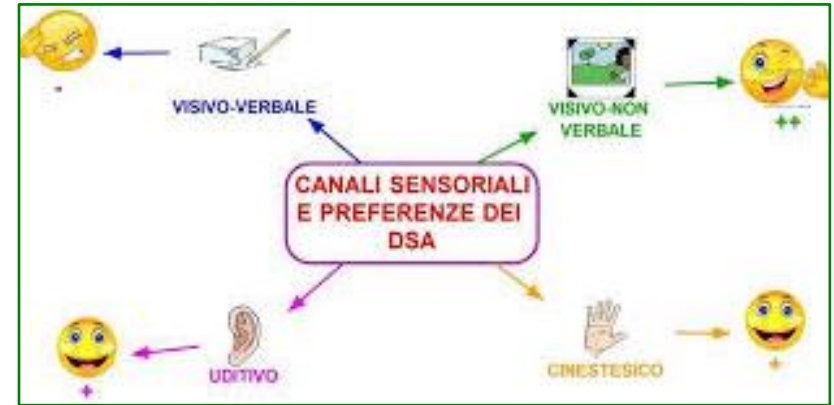 VISIVO-VERBALE
VISIVO-NON
VERBALE
++
CANALI SENSORIALI
E PREFERENZE DEI
DSA
UDITIVO
+
CINESTESICO
+